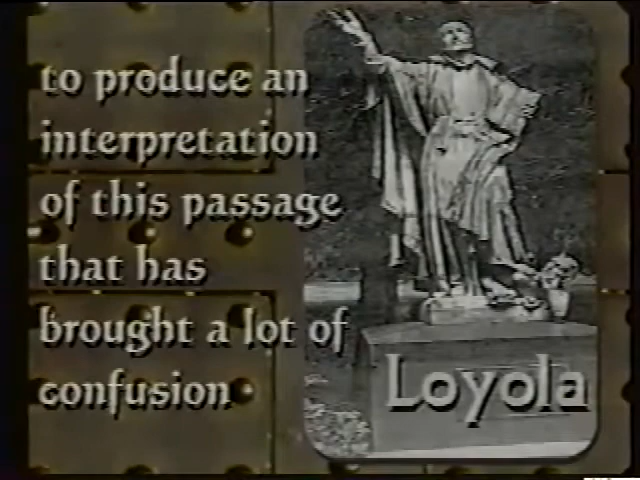 to produce an
interpretation
of this passage
that has
brought a lot of
confusion
Loyola